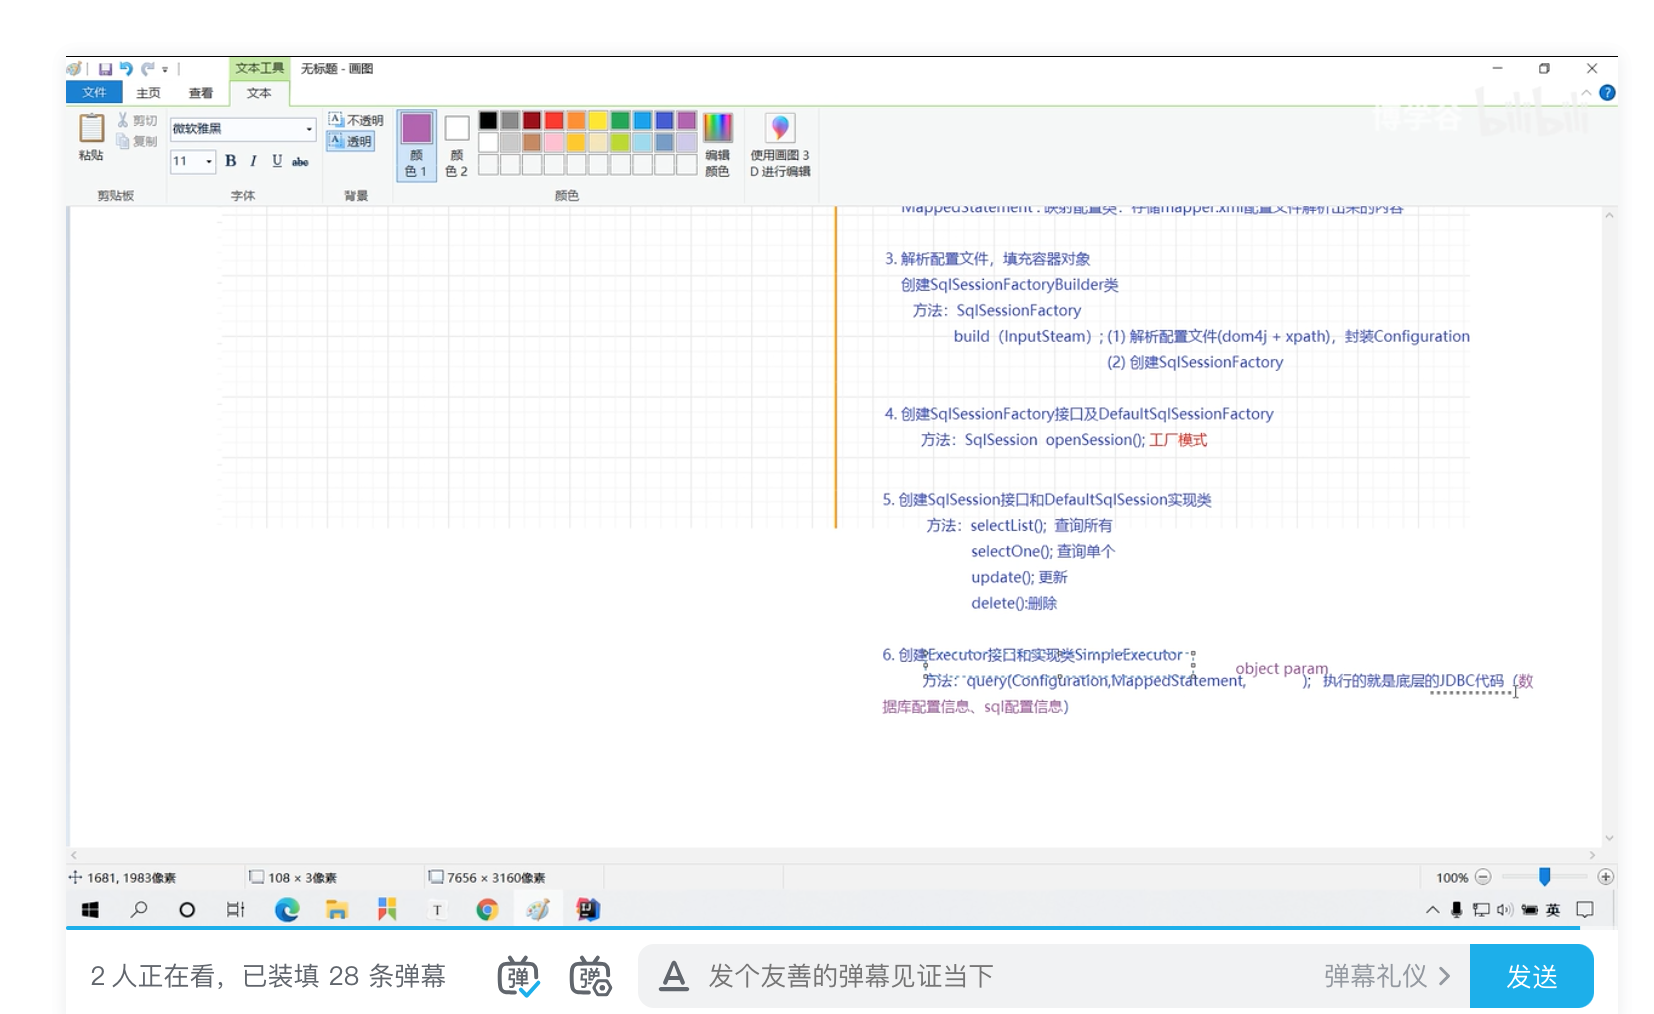 文本工具 无标题 - 画图
文件 主页 查看 文本
粘贴 剪切 复制
剪贴板
微软雅黑
11 B I U abc
字体
不透明
透明
背景
颜色 1
颜色 2
颜色
编辑颜色
使用画图 3D 进行编辑
博学谷 bilibili
MappedStatement : 映射配置类：存储mapper.xml配置文件解析出来的内容
3. 解析配置文件，填充容器对象
创建SqlSessionFactoryBuilder类
方法：SqlSessionFactory
build（InputSteam）; (1) 解析配置文件(dom4j + xpath)，封装Configuration
(2) 创建SqlSessionFactory
4. 创建SqlSessionFactory接口及DefaultSqlSessionFactory
方法：SqlSession openSession(); 工厂模式
5. 创建SqlSession接口和DefaultSqlSession实现类
方法：selectList(); 查询所有
selectOne(); 查询单个
update(); 更新
delete():删除
6. 创建Executor接口和实现类SimpleExecutor
object param
方法：query(Configuration,MappedStatement, ); 执行的就是底层的JDBC代码（数
据库配置信息、sql配置信息）
1681, 1983像素 108 × 3像素 7656 × 3160像素 100%
T 英
2 人正在看，已装填 28 条弹幕 弹 弹 A 发个友善的弹幕见证当下 弹幕礼仪 发送